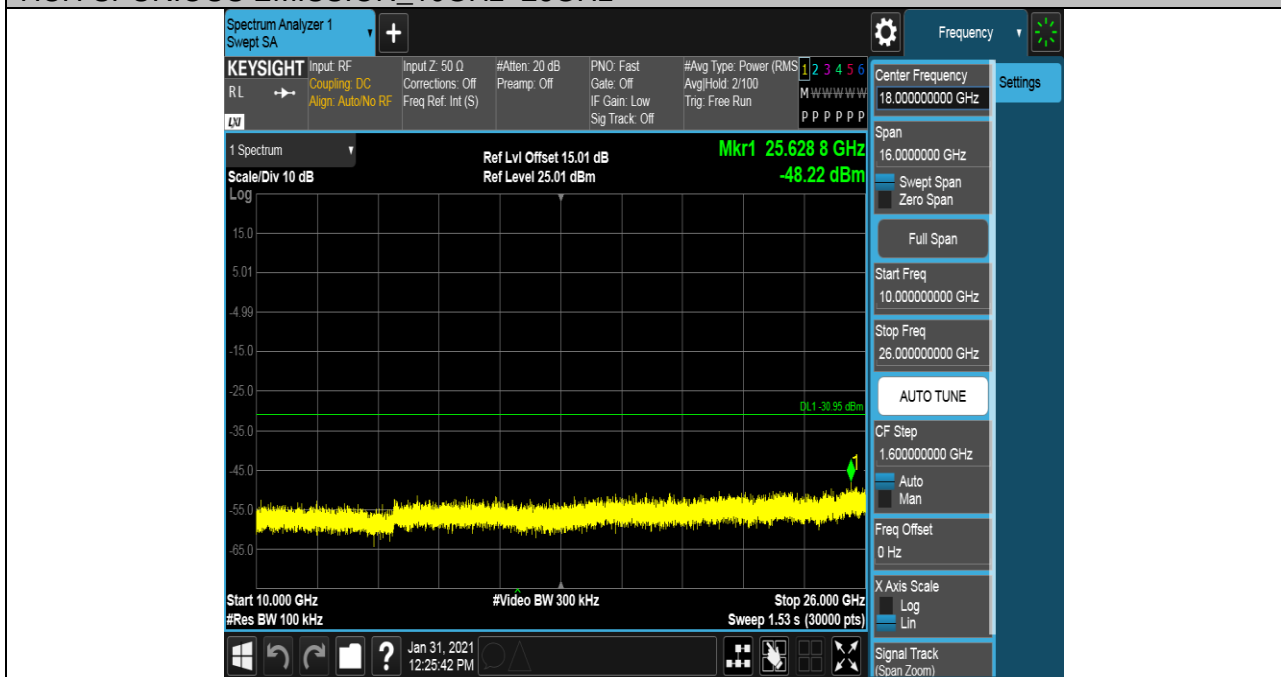 Spectrum Analyzer 1
Swept SA
+
Frequency
KEYSIGHT
RL
LXI
Input: RF
Coupling: DC
Align: Auto/No RF
Input Z: 50 Ω
Corrections: Off
Freq Ref: Int (S)
#Atten: 20 dB
Preamp: Off
PNO: Fast
Gate: Off
IF Gain: Low
Sig Track: Off
#Avg Type: Power (RMS
Avg|Hold: 2/100
Trig: Free Run
1 2 3 4 5 6
M W W W W W
P P P P P P
1 Spectrum
Scale/Div 10 dB
Log
Ref Lvl Offset 15.01 dB
Ref Level 25.01 dBm
Mkr1 25.628 8 GHz
-48.22 dBm
15.0
5.01
-4.99
-15.0
-25.0
DL1 -30.95 dBm
-35.0
1
-45.0
-55.0
-65.0
Start 10.000 GHz
#Res BW 100 kHz
#Video BW 300 kHz
Stop 26.000 GHz
Sweep 1.53 s (30000 pts)
?
Jan 31, 2021
12:25:42 PM
Center Frequency
18.000000000 GHz
Settings
Span
16.0000000 GHz
Swept Span
Zero Span
Full Span
Start Freq
10.000000000 GHz
Stop Freq
26.000000000 GHz
AUTO TUNE
CF Step
1.600000000 GHz
Auto
Man
Freq Offset
0 Hz
X Axis Scale
Log
Lin
Signal Track
(Span Zoom)